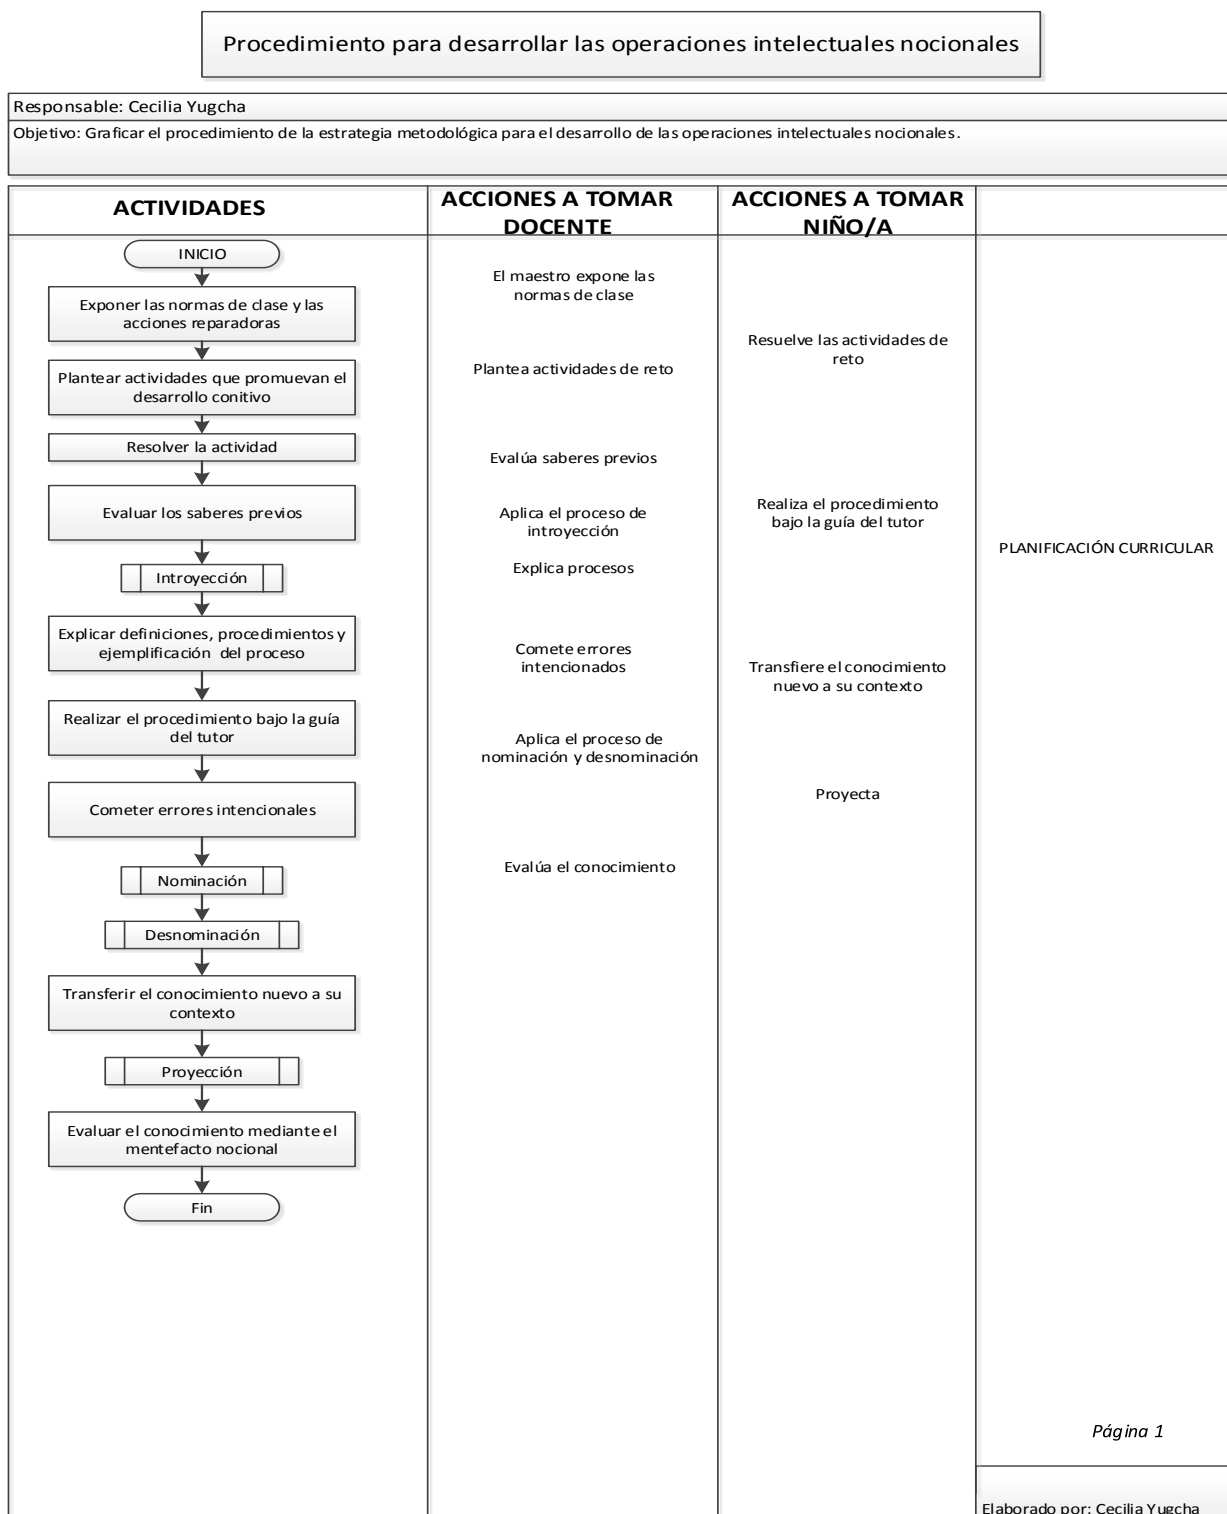 Procedimiento para desarrollar las operaciones intelectuales nocionales
Responsable: Cecilia Yugcha
Objetivo: Graficar el procedimiento de la estrategia metodológica para el desarrollo de las operaciones intelectuales nocionales.
ACTIVIDADES
INICIO
Exponer las normas de clase y las
acciones reparadoras
Plantear actividades que promuevan el
desarrollo conitivo
Resolver la actividad
Evaluar los saberes previos
Introyección
Explicar definiciones, procedimientos y
ejemplificación del proceso
Realizar el procedimiento bajo la guía
del tutor
Cometer errores intencionales
Nominación
Desnominación
Transferir el conocimiento nuevo a su
contexto
Proyección
Evaluar el conocimiento mediante el
mentefacto nocional
Fin
ACCIONES A TOMAR
DOCENTE
El maestro expone las
normas de clase
Plantea actividades de reto
Evalúa saberes previos
Aplica el proceso de
introyección
Explica procesos
Comete errores
intencionados
Aplica el proceso de
nominación y desnominación
Evalúa el conocimiento
ACCIONES A TOMAR
NIÑO/A
Resuelve las actividades de
reto
Realiza el procedimiento
bajo la guía del tutor
Transfiere el conocimiento
nuevo a su contexto
Proyecta
PLANIFICACIÓN CURRICULAR
Página 1
Elaborado por: Cecilia Yugcha